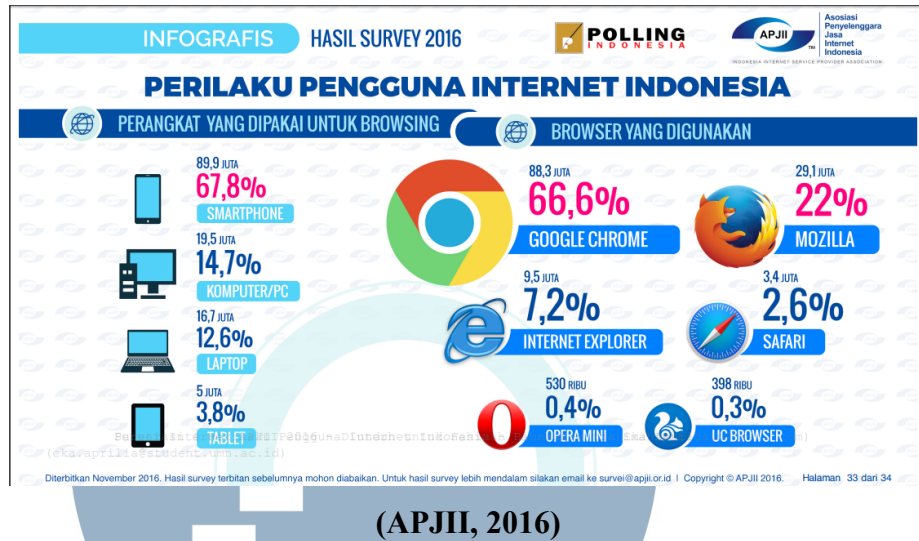 INFOGRAFIS HASIL SURVEY 2016
POLLING
INDONESIA
APJII
TM
Asosiasi
Penyelenggara
Jasa
Internet
Indonesia
INDONESIA INTERNET SERVICE PROVIDER ASSOCIATION
PERILAKU PENGGUNA INTERNET INDONESIA
PERANGKAT YANG DIPAKAI UNTUK BROWSING
89,9 JUTA
67,8%
SMARTPHONE
19,5 JUTA
14,7%
KOMPUTER/PC
16,7 JUTA
12,6%
LAPTOP
5 JUTA
3,8%
TABLET
BROWSER YANG DIGUNAKAN
88,3 JUTA
66,6%
GOOGLE CHROME
29,1 JUTA
22%
MOZILLA
9,5 JUTA
7,2%
INTERNET EXPLORER
3,4 JUTA
2,6%
SAFARI
530 RIBU
0,4%
OPERA MINI
398 RIBU
0,3%
UC BROWSER
(eka.aprilia@student.umn.ac.id)
Diterbitkan November 2016. Hasil survey terbitan sebelumnya mohon diabaikan. Untuk hasil survey lebih mendalam silakan email ke survei@apjii.or.id | Copyright © APJII 2016. Halaman 33 dari 34
(APJII, 2016)